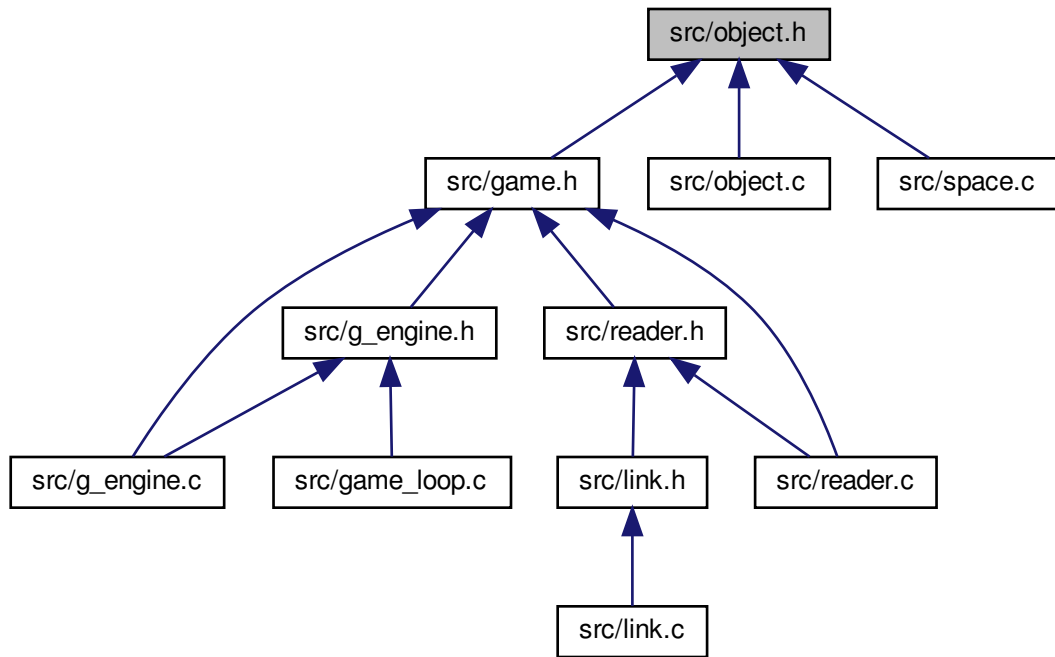 src/object.h
src/game.h
src/object.c
src/space.c
src/g_engine.h
src/reader.h
src/g_engine.c
src/game_loop.c
src/link.h
src/reader.c
src/link.c